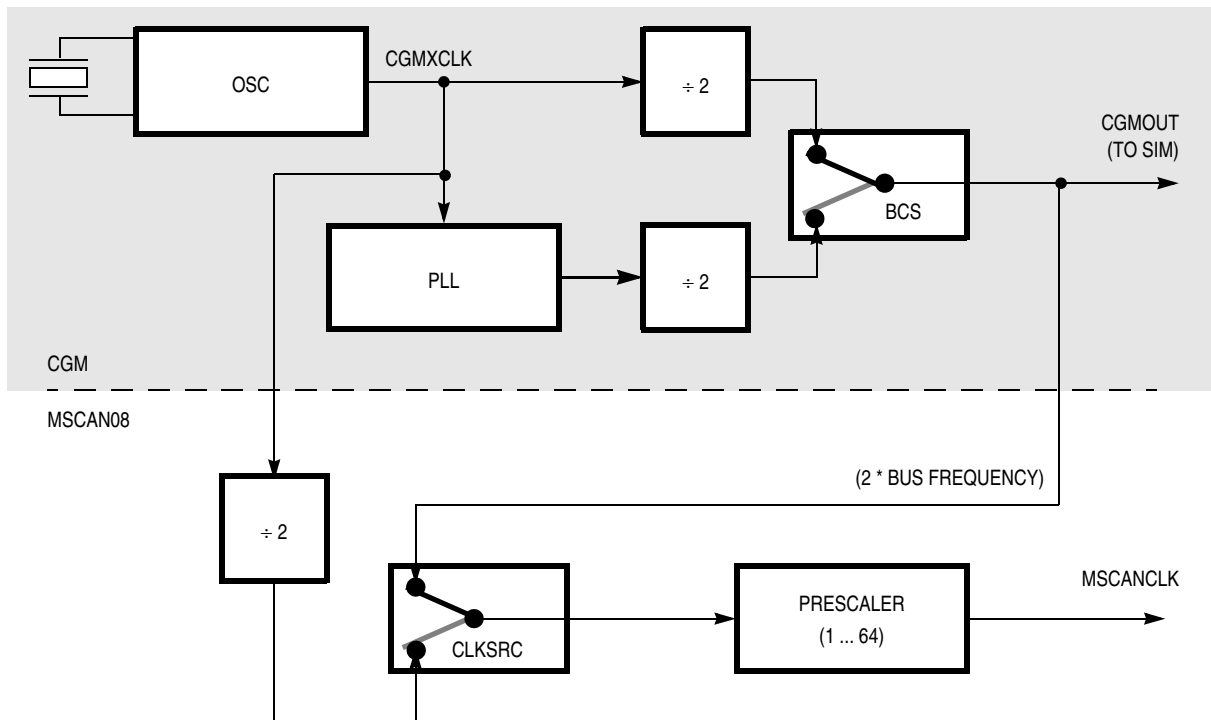 CGMXCLK
OSC
÷ 2
CGMOUT
(TO SIM)
BCS
PLL
÷ 2
CGM
MSCAN08
(2 * BUS FREQUENCY)
÷ 2
MSCANCLK
PRESCALER
(1 ... 64)
CLKSRC